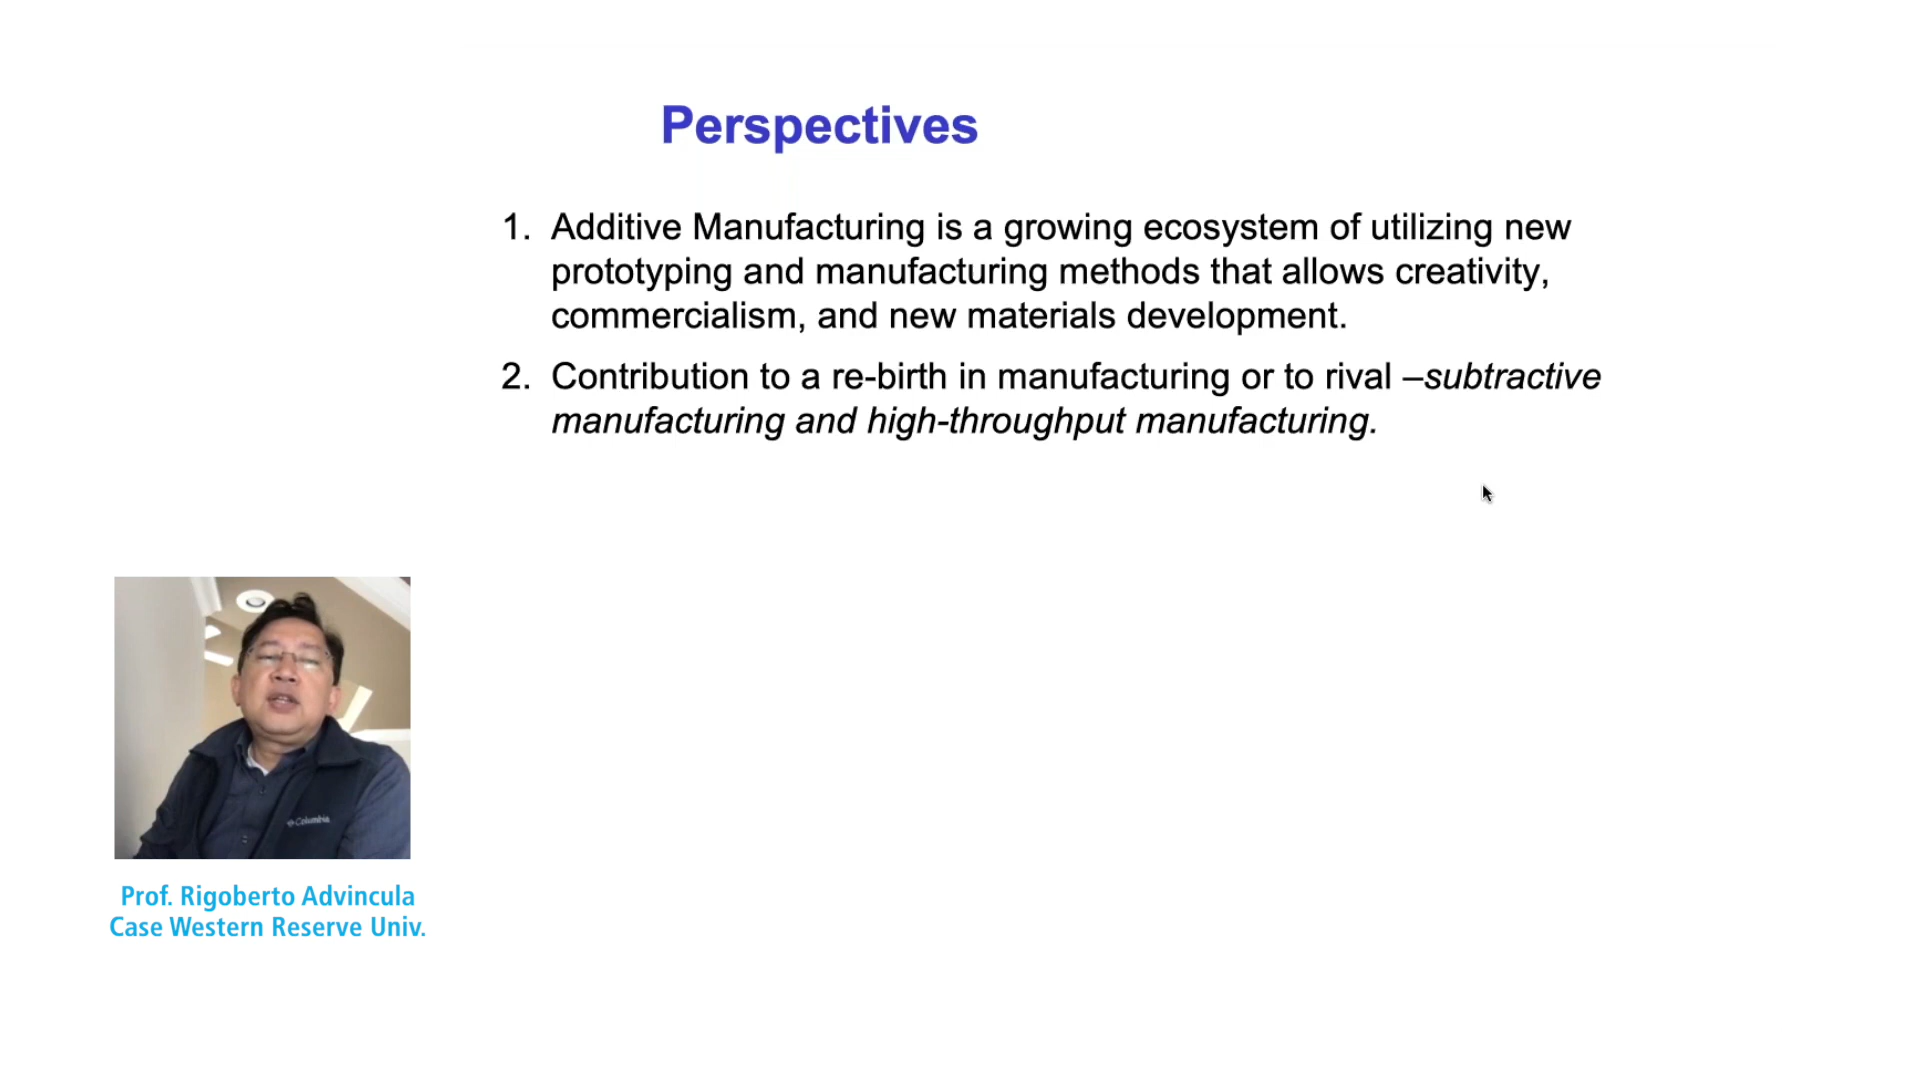 Perspectives
1. Additive Manufacturing is a growing ecosystem of utilizing new
prototyping and manufacturing methods that allows creativity,
commercialism, and new materials development.
2. Contribution to a re-birth in manufacturing or to rival –subtractive
manufacturing and high-throughput manufacturing.
Columbia
Prof. Rigoberto Advincula
Case Western Reserve Univ.